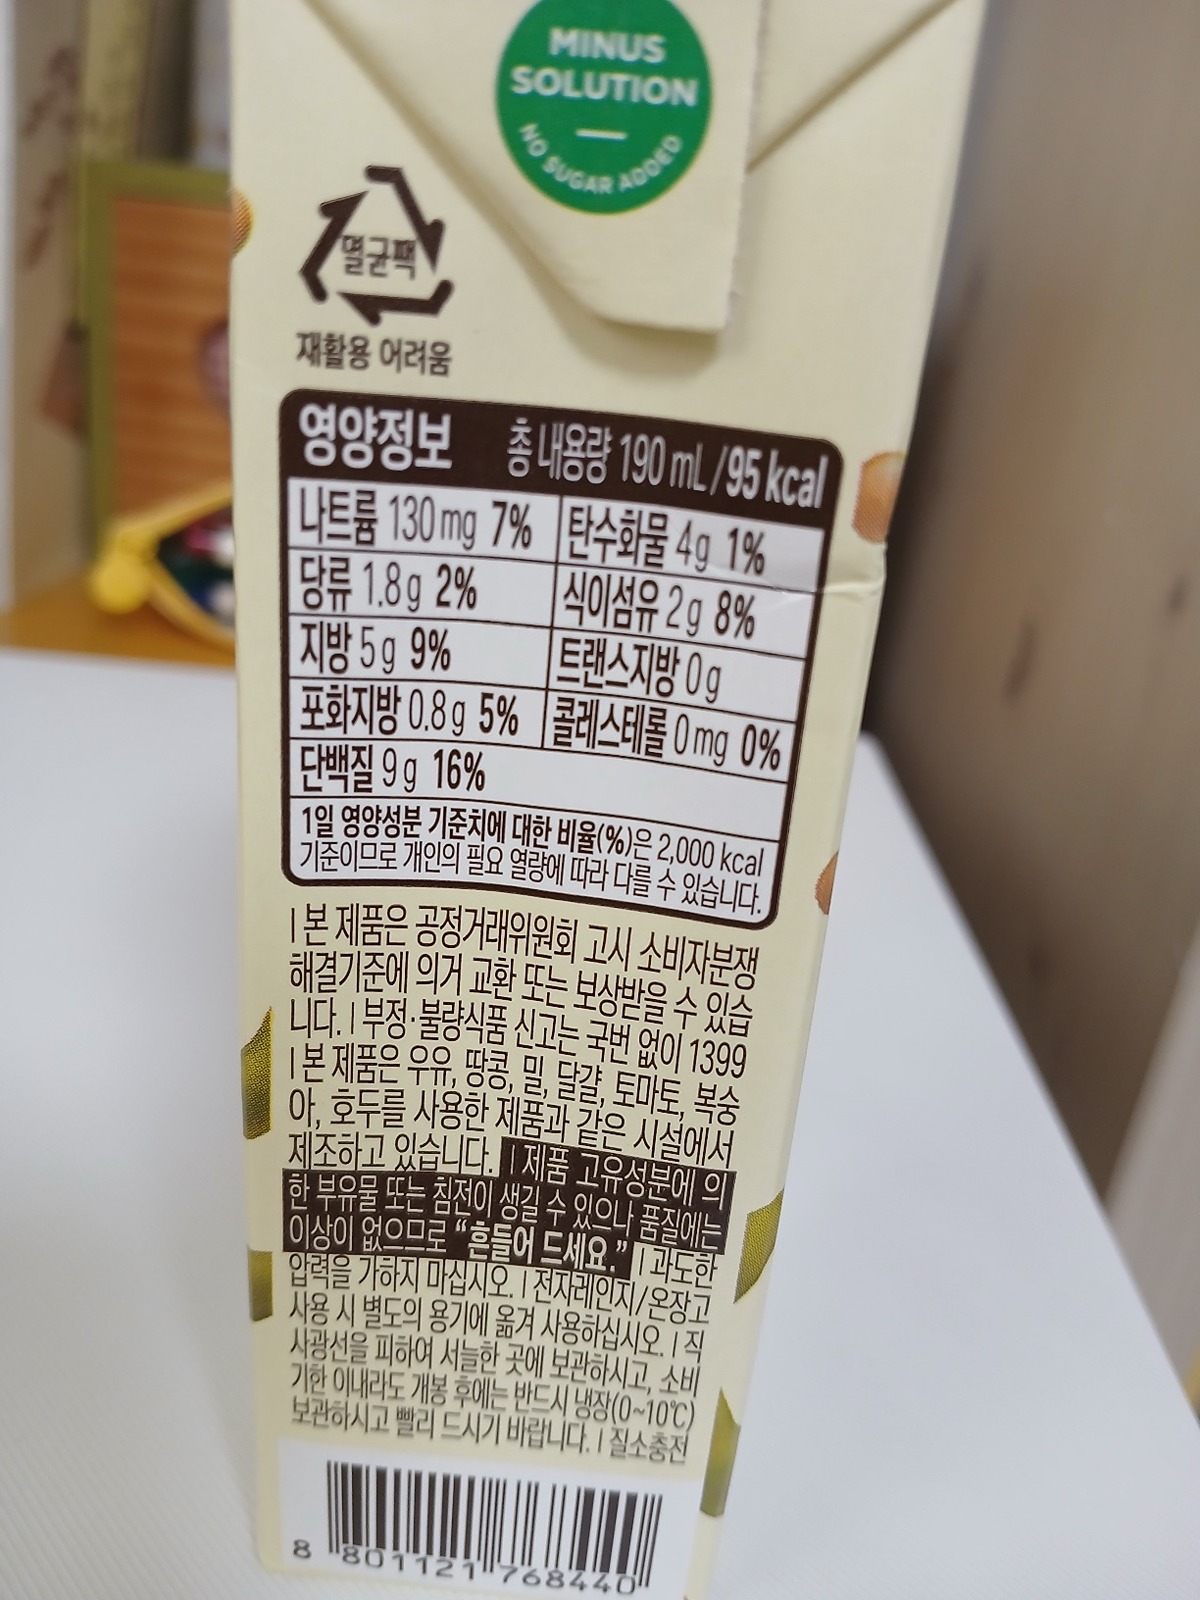 MINUS
SOLUTION
NO SUGAR ADDED
멸균팩
재활용 어려움
영양정보 총 내용량 190 mL / 95 kcal
나트륨 130 mg 7% 탄수화물 4 g 1%
당류 1.8 g 2% 식이섬유 2 g 8%
지방 5 g 9% 트랜스지방 0 g
포화지방 0.8 g 5% 콜레스테롤 0 mg 0%
단백질 9 g 16%
1일 영양성분 기준치에 대한 비율(%)은 2,000 kcal
기준이므로 개인의 필요 열량에 따라 다를 수 있습니다.
I 본 제품은 공정거래위원회 고시 소비자분쟁
해결기준에 의거 교환 또는 보상받을 수 있습
니다. I 부정·불량식품 신고는 국번 없이 1399
I 본 제품은 우유, 땅콩, 밀, 달걀, 토마토, 복숭
아, 호두를 사용한 제품과 같은 시설에서
제조하고 있습니다. I 제품 고유성분에 의
한 부유물 또는 침전이 생길 수 있으나 품질에는
이상이 없으므로 “흔들어 드세요.” I 과도한
압력을 가하지 마십시오. I 전자레인지/온장고
사용 시 별도의 용기에 옮겨 사용하십시오. I 직
사광선을 피하여 서늘한 곳에 보관하시고, 소비
기한 이내라도 개봉 후에는 반드시 냉장(0~10℃)
보관하시고 빨리 드시기 바랍니다. I 질소충전
8 801121 768440